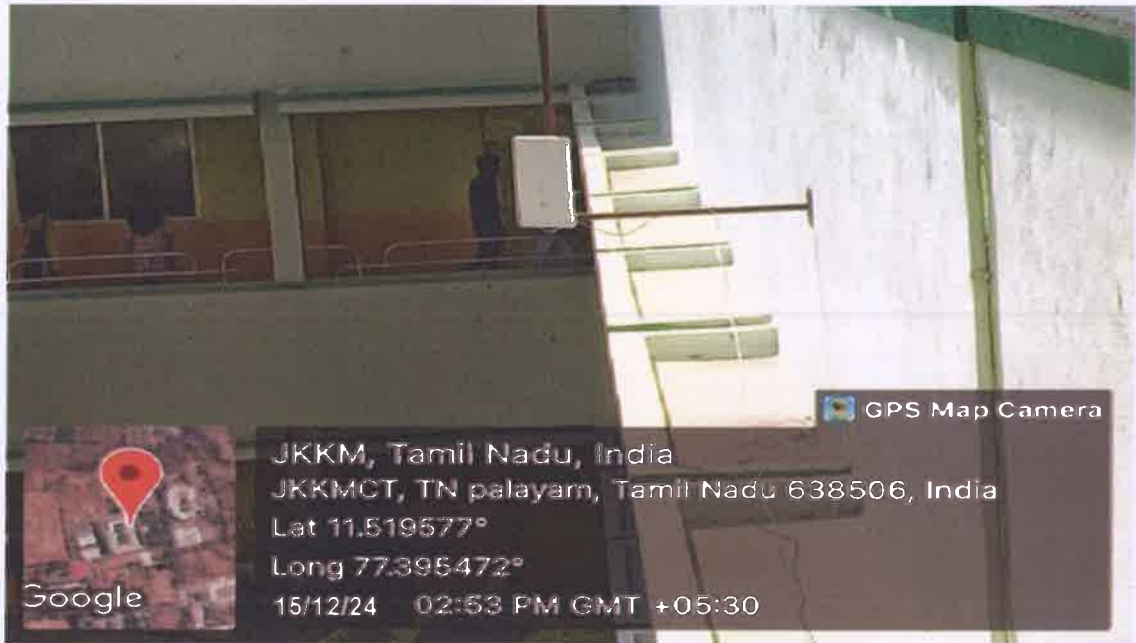 GPS Map Camera
JKKM, Tamil Nadu, India
JKKMCT, TN palayam, Tamil Nadu 638506, India
Lat 11.519577°
Long 77.395472°
15/12/24 02:53 PM GMT +05:30
Google